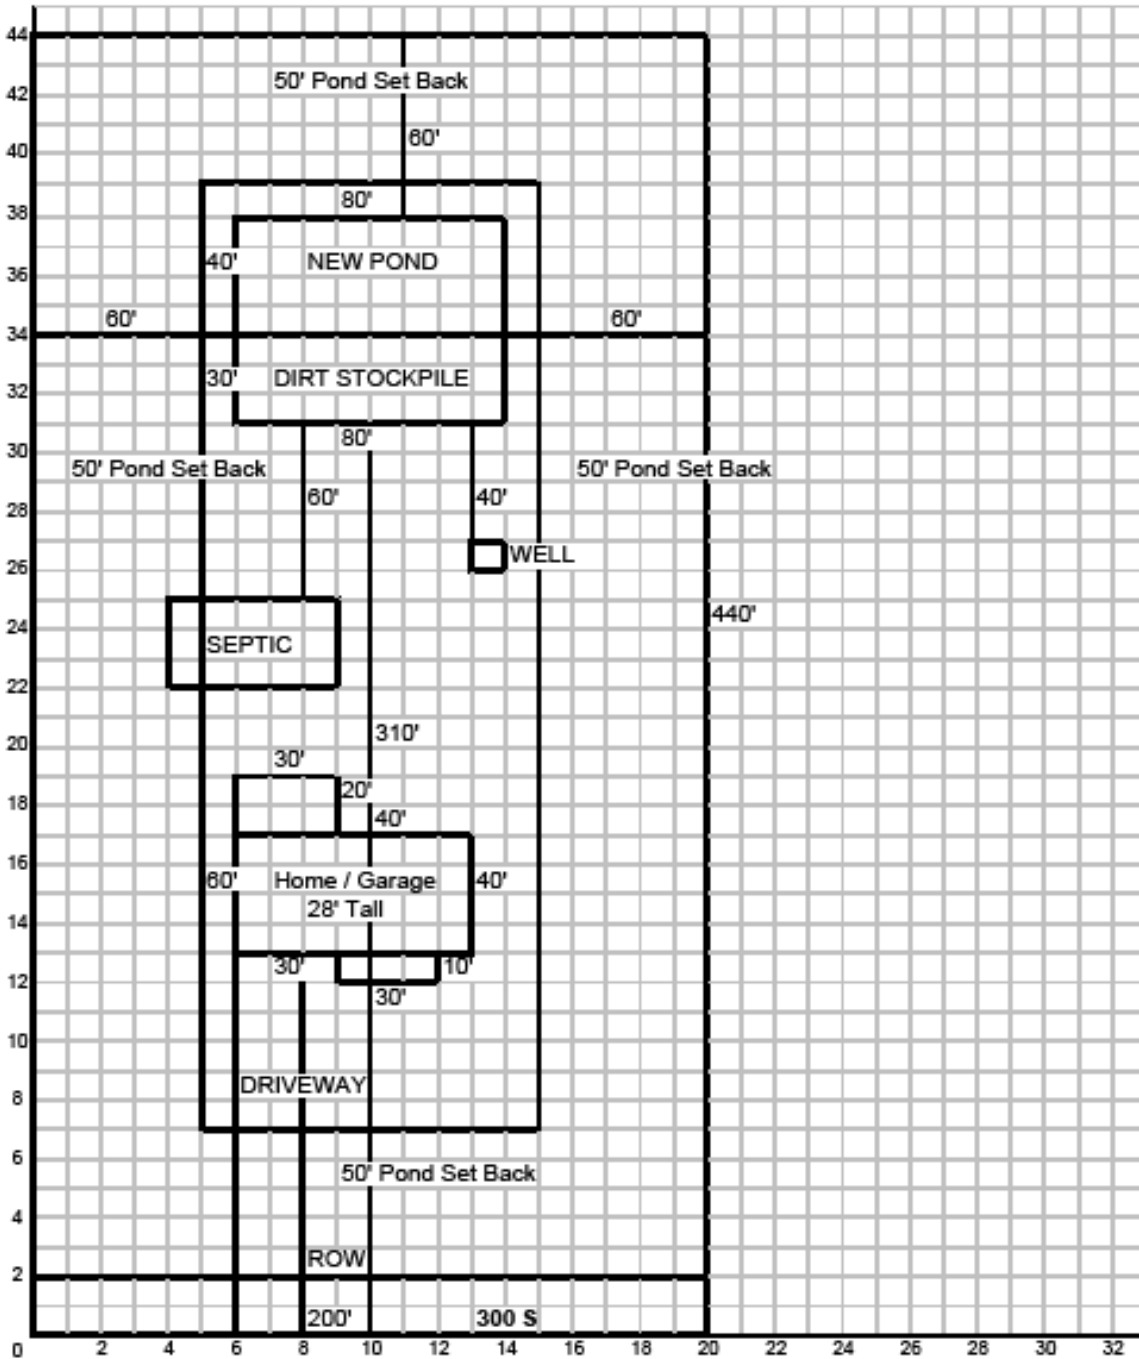 44
50' Pond Set Back
42
60'
40
80'
38
40' NEW POND
36
60' 60'
34
30' DIRT STOCKPILE
32
80'
30
50' Pond Set Back 50' Pond Set Back
60' 40'
28
WELL
26
440'
24
SEPTIC
22
310'
20
30'
20'
18
40'
16
60' Home / Garage 40'
28' Tall
14
30' 10'
12
30'
10
DRIVEWAY
8
6
50' Pond Set Back
4
ROW
2
200' 300 S
0 2 4 6 8 10 12 14 16 18 20 22 24 26 28 30 32